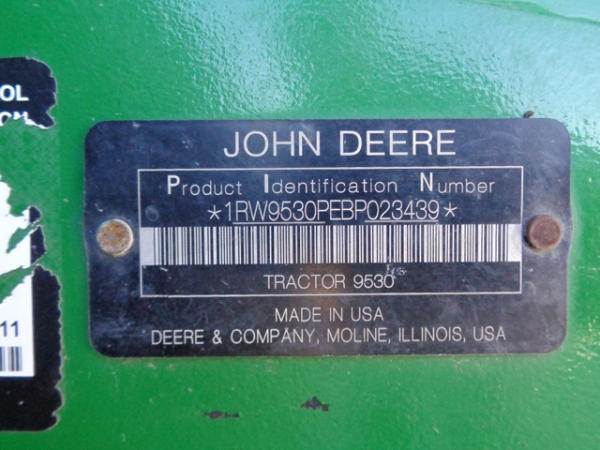 OL
JOHN DEERE
Product Identification Number
*1RW9530PEBP023439*
TRACTOR 9530
MADE IN USA
DEERE & COMPANY, MOLINE, ILLINOIS, USA
11